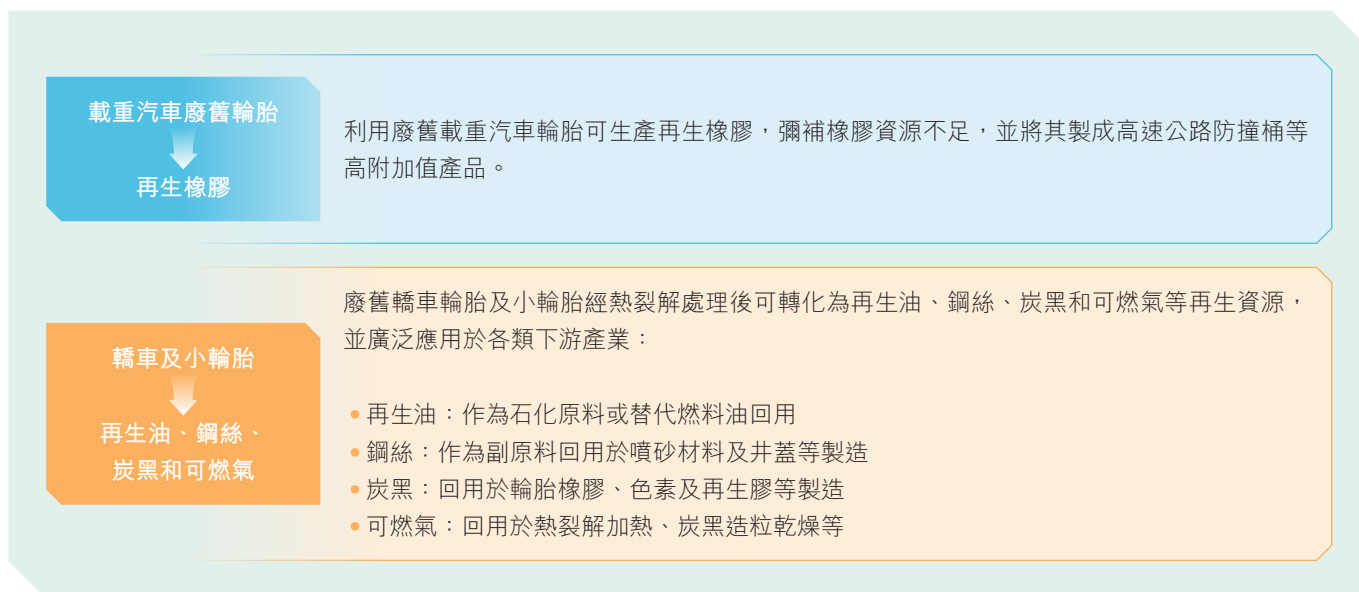 載重汽車廢舊輪胎
再生橡膠
利用廢舊載重汽車輪胎可生產再生橡膠，彌補橡膠資源不足，並將其製成高速公路防撞桶等
高附加值產品。
轎車及小輪胎
再生油、鋼絲、
炭黑和可燃氣
廢舊轎車輪胎及小輪胎經熱裂解處理後可轉化為再生油、鋼絲、炭黑和可燃氣等再生資源，
並廣泛應用於各類下游產業：
•再生油：作為石化原料或替代燃料油回用
•鋼絲：作為副原料回用於噴砂材料及井蓋等製造
•炭黑：回用於輪胎橡膠、色素及再生膠等製造
•可燃氣：回用於熱裂解加熱、炭黑造粒乾燥等